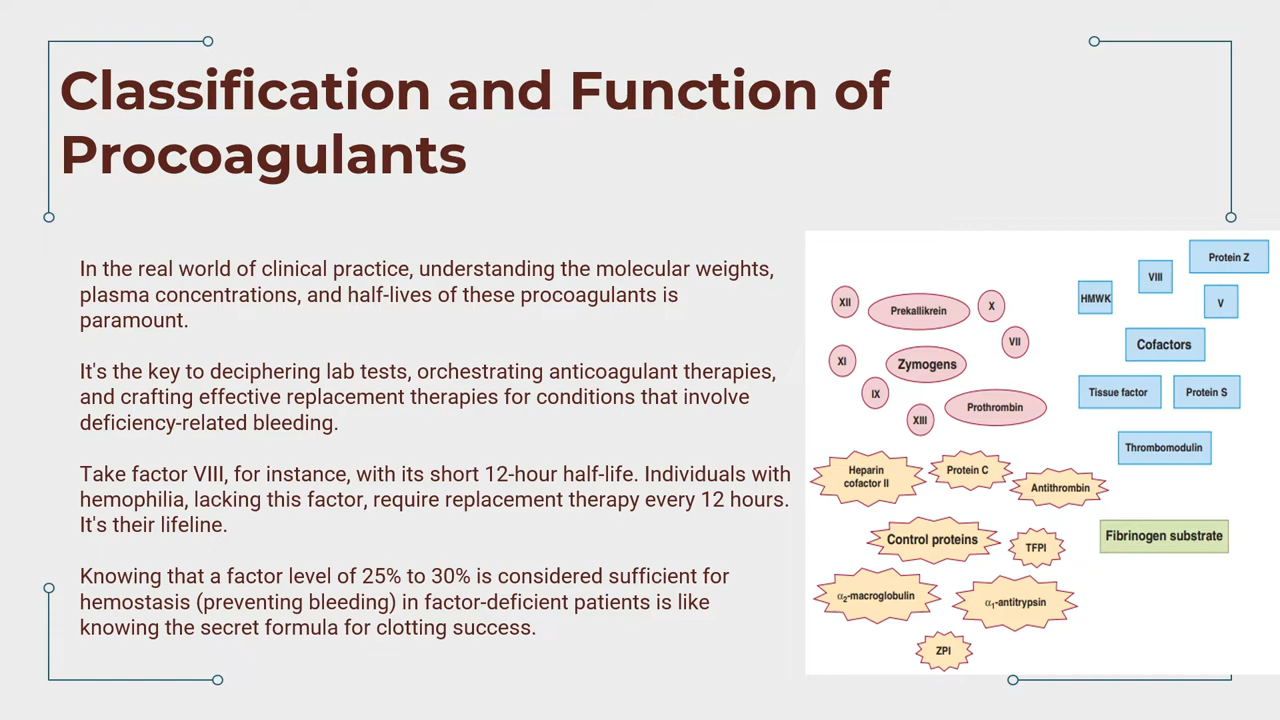 Classification and Function of
Procoagulants
In the real world of clinical practice, understanding the molecular weights,
plasma concentrations, and half-lives of these procoagulants is
paramount.
It's the key to deciphering lab tests, orchestrating anticoagulant therapies,
and crafting effective replacement therapies for conditions that involve
deficiency-related bleeding.
Take factor VIII, for instance, with its short 12-hour half-life. Individuals with
hemophilia, lacking this factor, require replacement therapy every 12 hours.
It's their lifeline.
Knowing that a factor level of 25% to 30% is considered sufficient for
hemostasis (preventing bleeding) in factor-deficient patients is like
knowing the secret formula for clotting success.
XII
Prekallikrein
X
VII
XI
Zymogens
IX
Prothrombin
XIII
Protein Z
VIII
HMWK
V
Cofactors
Tissue factor
Protein S
Thrombomodulin
Heparin
cofactor II
Protein C
Antithrombin
Control proteins
TFPI
α2-macroglobulin
α1-antitrypsin
ZPI
Fibrinogen substrate